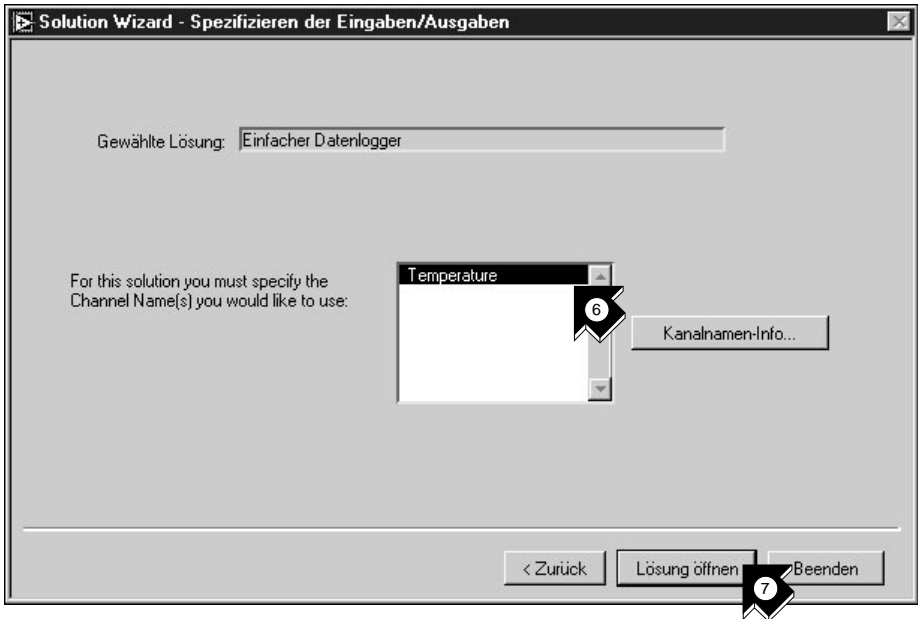 Solution Wizard - Spezifizieren der Eingaben/Ausgaben
Gewählte Lösung: Einfacher Datenlogger
For this solution you must specify the
Channel Name(s) you would like to use:
Temperature
6
Kanalnamen-Info...
< Zurück
Lösung öffnen
Beenden
7